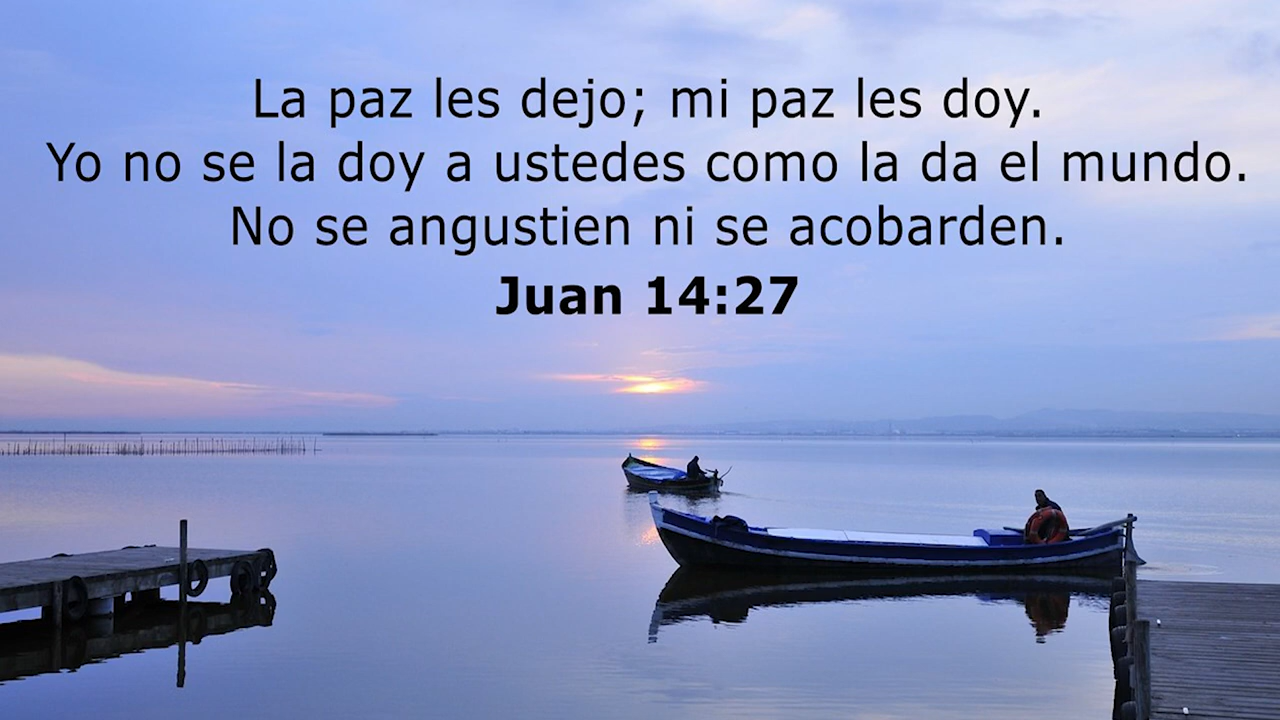 La paz les dejo; mi paz les doy.
Yo no se la doy a ustedes como la da el mundo.
No se angustien ni se acobarden.
Juan 14:27